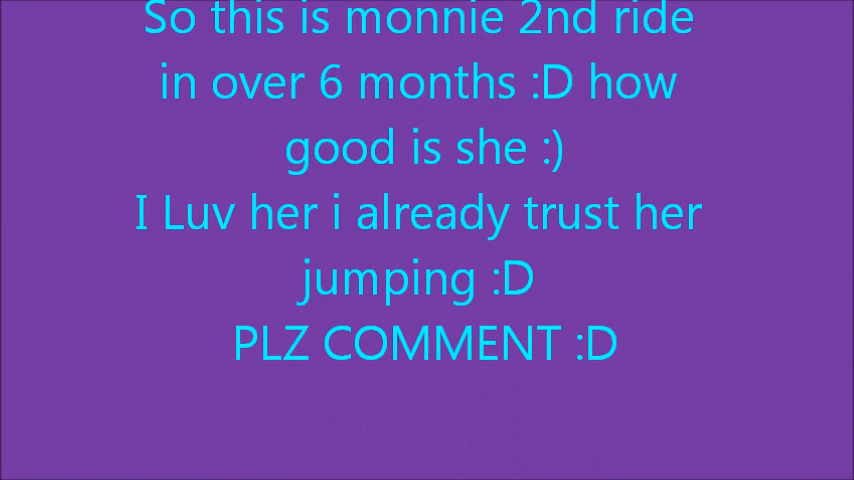 So this is monnie 2nd ride
in over 6 months :D how
good is she :)
I Luv her i already trust her
jumping :D
PLZ COMMENT :D